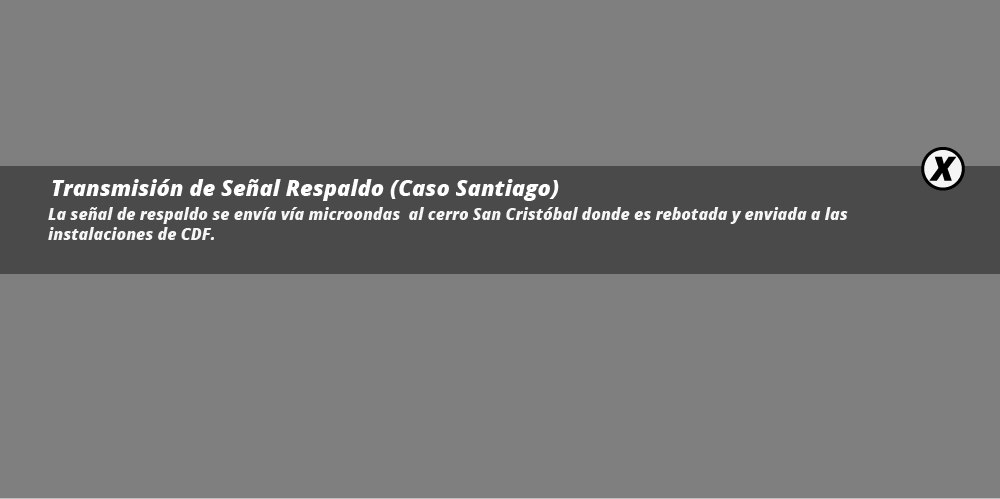 X
Transmisión de Señal Respaldo (Caso Santiago)
La señal de respaldo se envía vía microondas  al cerro San Cristóbal donde es rebotada y enviada a las
instalaciones de CDF.